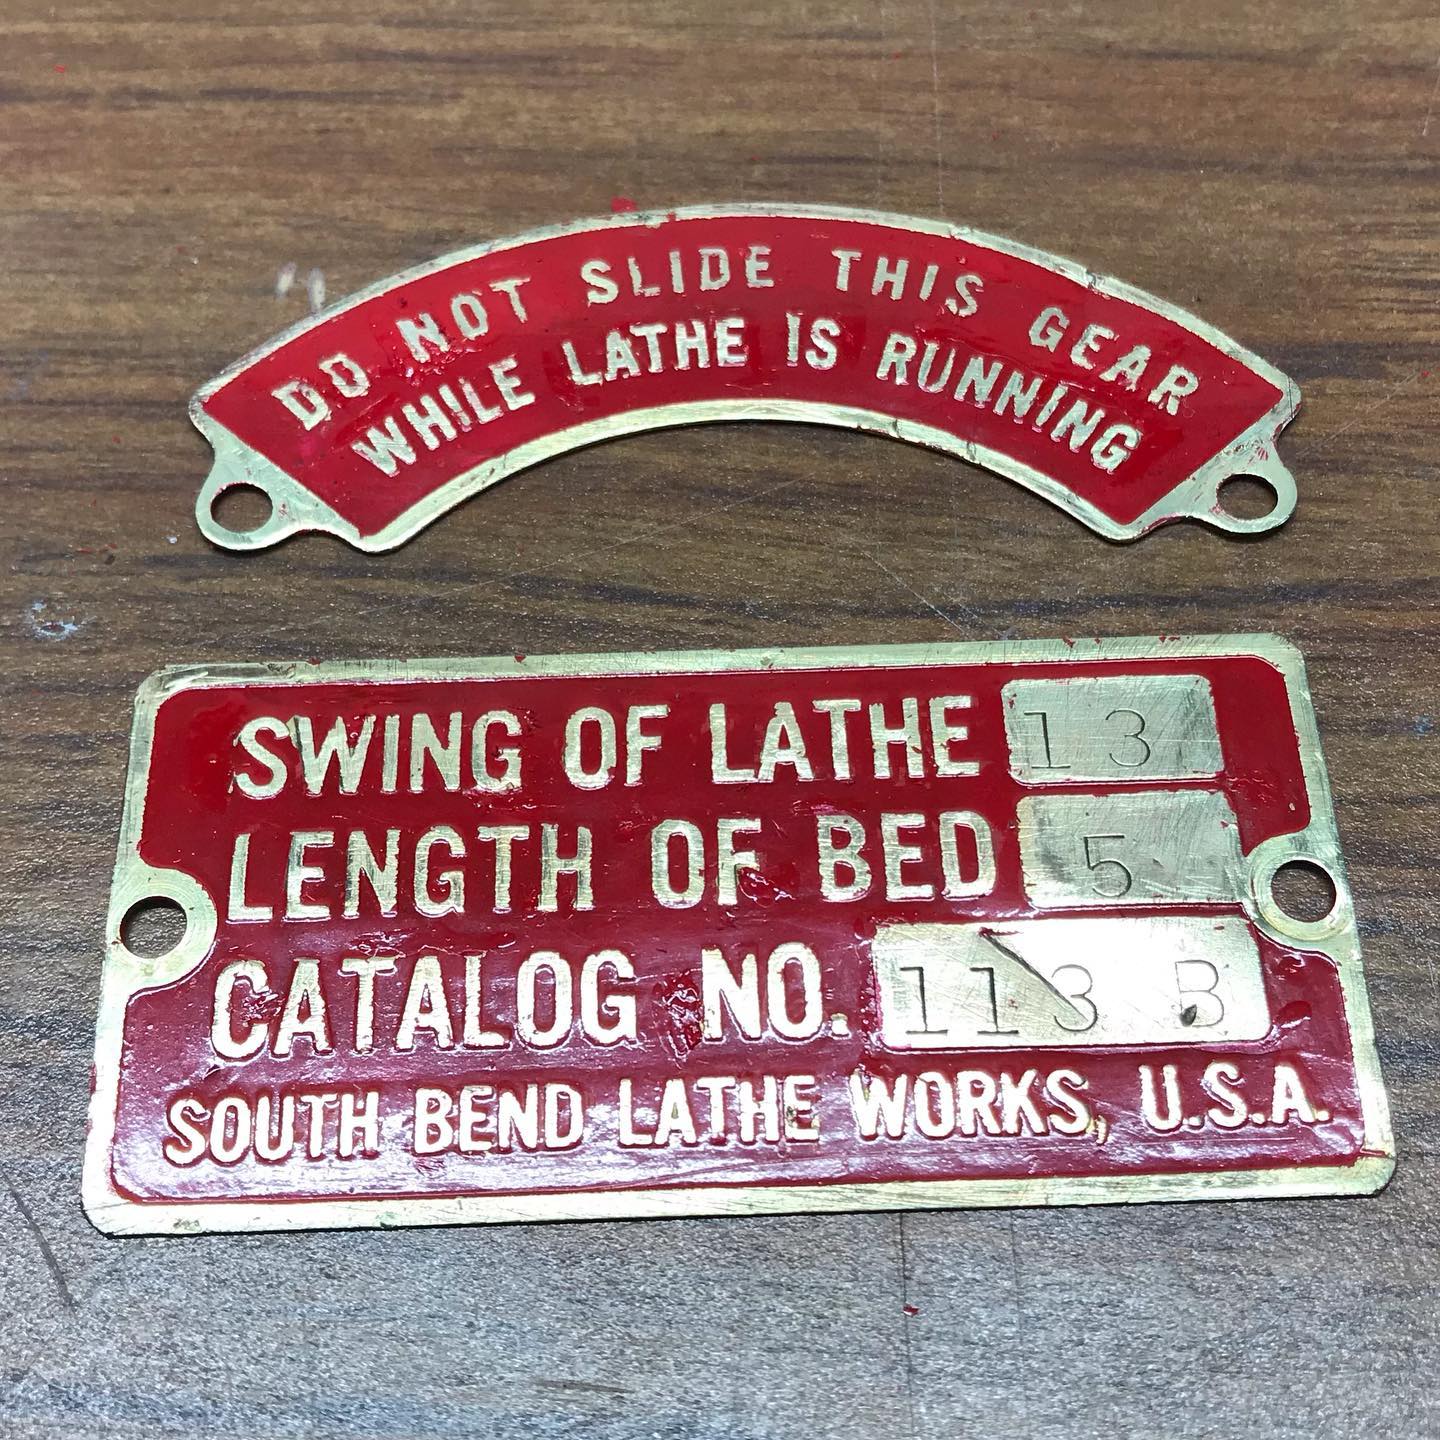 DO NOT SLIDE THIS GEAR
WHILE LATHE IS RUNNING
SWING OF LATHE 13
LENGTH OF BED 5
CATALOG NO. 113 B
SOUTH BEND LATHE WORKS, U.S.A.